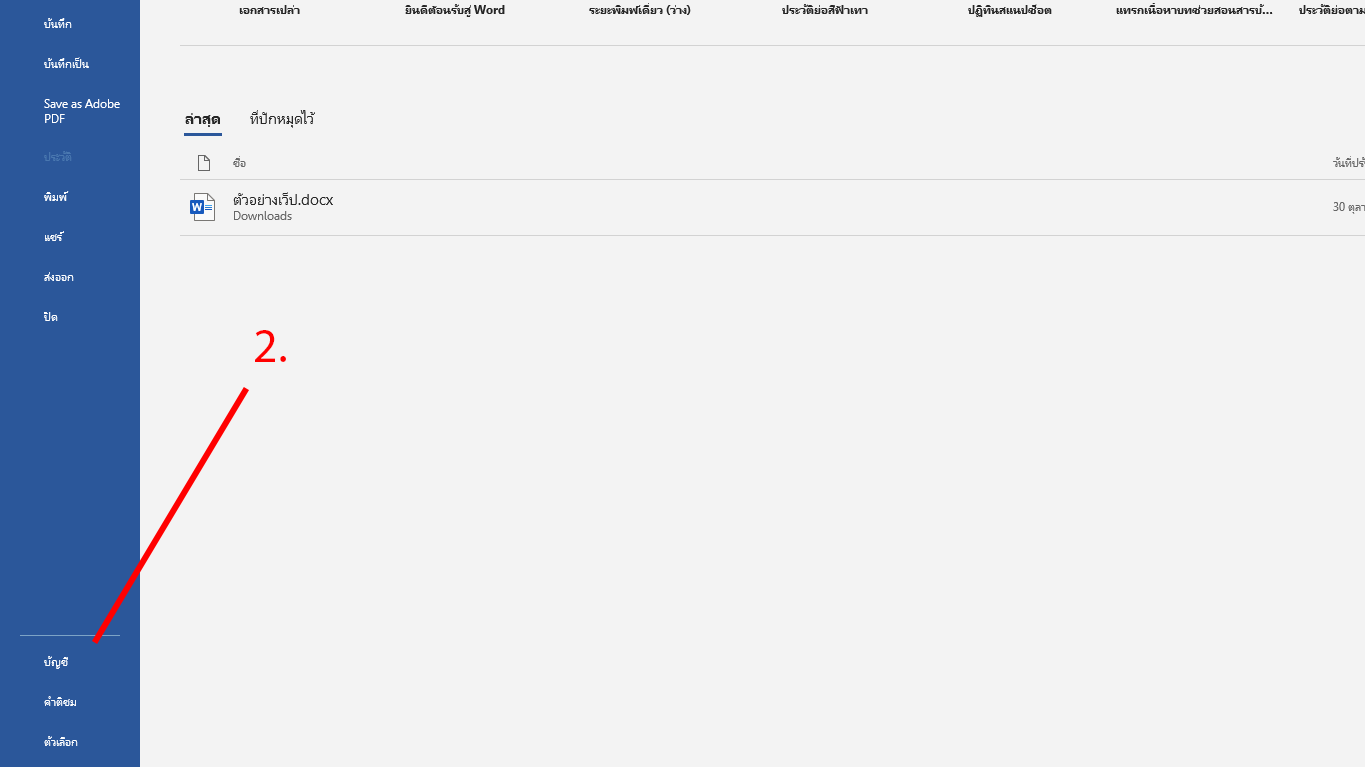 เอกสารเปล่า
ยินดีต้อนรับสู่ Word
ระยะพิมพ์เดี่ยว (ว่าง)
ประวัติย่อสีฟ้าเทา
ปฏิทินสแนปช็อต
แทรกเนื้อหาบทช่วยสอนสารบั...
ประวัติย่อตาม
บันทึก
บันทึกเป็น
Save as Adobe
PDF
ประวัติ
พิมพ์
แชร์
ส่งออก
ปิด
ล่าสุด
ที่ปักหมุดไว้
ชื่อ
วันที่ปรั
W
ตัวอย่างเว็ป.docx
Downloads
30 ตุลา
2.
บัญชี
คำติชม
ตัวเลือก